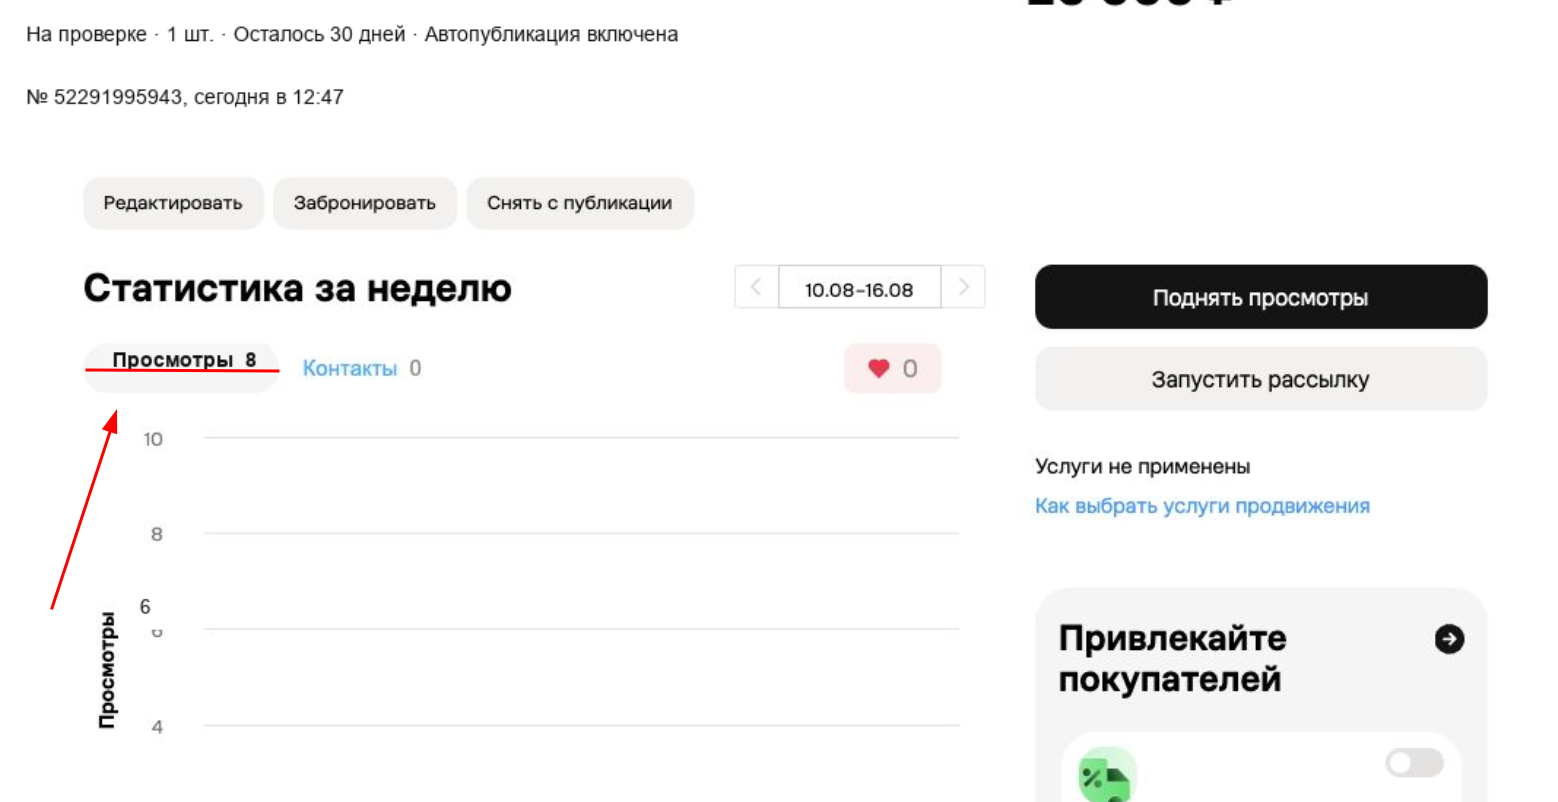 На проверке · 1 шт. · Осталось 30 дней · Автопубликация включена
№ 52291995943, сегодня в 12:47
Редактировать Забронировать Снять с публикации
Статистика за неделю
10.08–16.08
Поднять просмотры
Просмотры 8 Контакты 0
0
Запустить рассылку
10
8
6
4
Просмотры
Услуги не применены
Как выбрать услуги продвижения
Привлекайте
покупателей
%